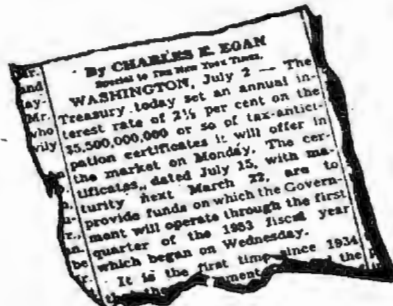 By CHARLES E. EGAN
Special to The New York Times.
WASHINGTON, July 2 — The
Treasury today set an annual in-
terest rate of 2½ per cent on the
$5,500,000,000 or so of tax-antici-
pation certificates it will offer in
the market on Monday. The cer-
tificates, dated July 15, with ma-
turity next March 22, are to
provide funds on which the Govern-
ment will operate through the first
quarter of the 1953 fiscal year
which began on Wednesday.
It is the first time since 1934
the